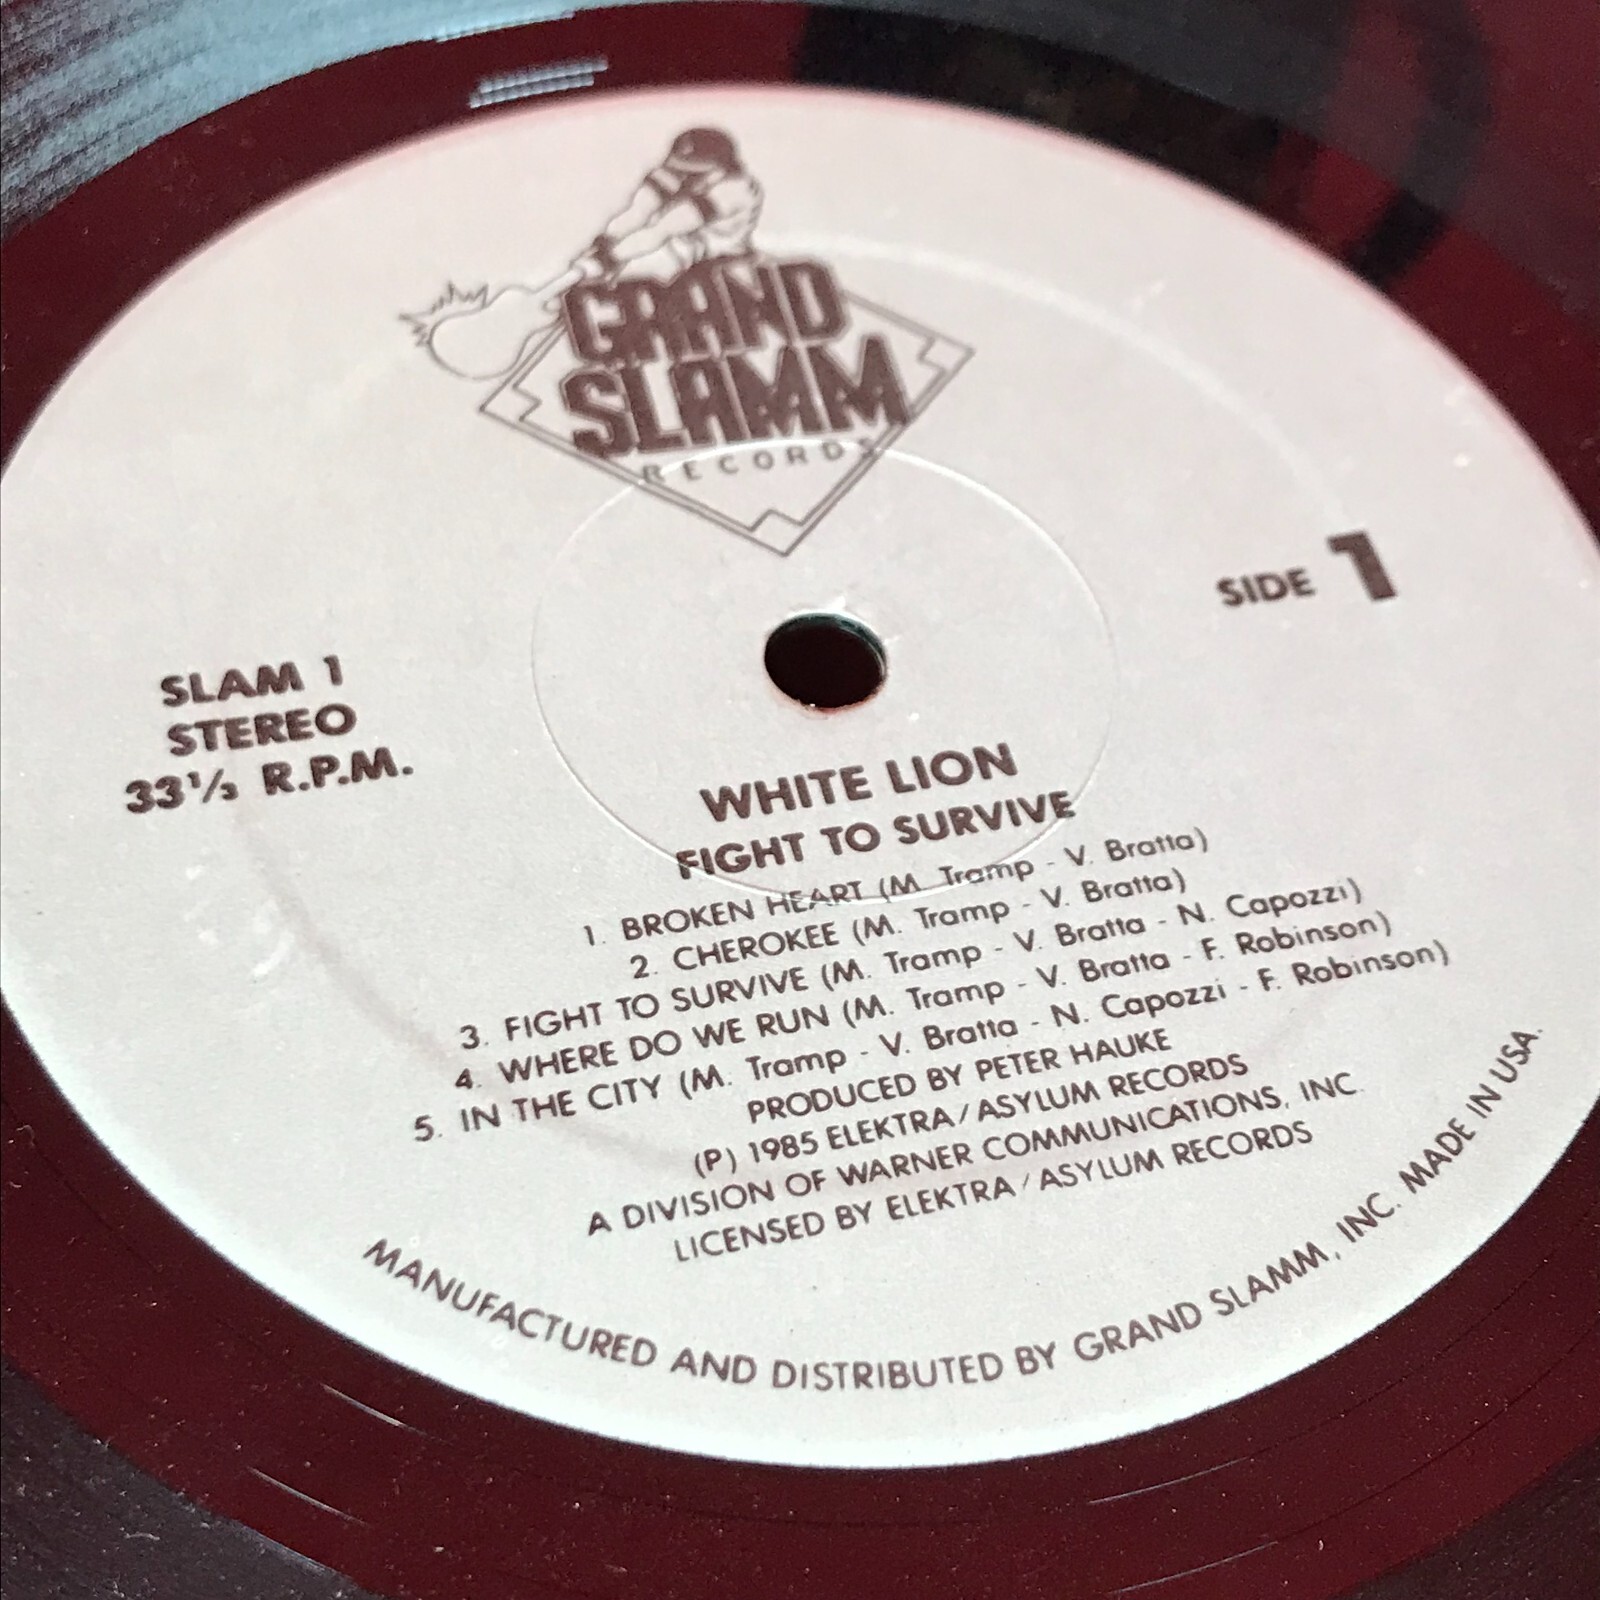 GRAND
SLAMM
RECORDS
SIDE 1
SLAM 1
STEREO
33⅓ R.P.M.
WHITE LION
FIGHT TO SURVIVE
1. BROKEN HEART (M. Tramp - V. Bratta)
2. CHEROKEE (M. Tramp - V. Bratta)
3. FIGHT TO SURVIVE (M. Tramp - V. Bratta - N. Capozzi)
4. WHERE DO WE RUN (M. Tramp - V. Bratta - F. Robinson)
5. IN THE CITY (M. Tramp - V. Bratta - N. Capozzi - F. Robinson)
PRODUCED BY PETER HAUKE
(P) 1985 ELEKTRA/ASYLUM RECORDS
A DIVISION OF WARNER COMMUNICATIONS, INC.
LICENSED BY ELEKTRA/ASYLUM RECORDS
MANUFACTURED AND DISTRIBUTED BY GRAND SLAMM, INC. MADE IN USA.